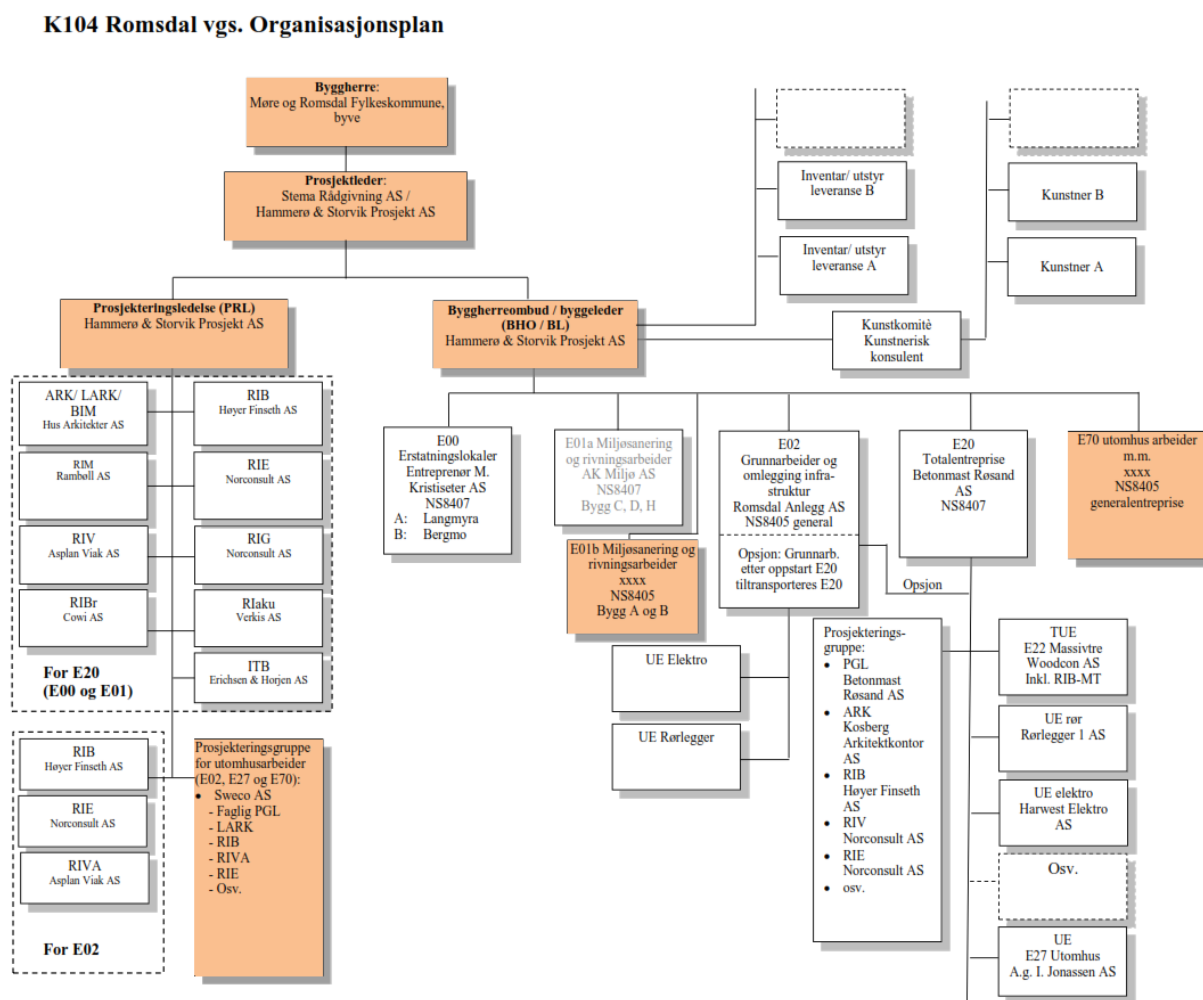 K104 Romsdal vgs. Organisasjonsplan
Byggherre:
Møre og Romsdal Fylkeskommune,
byve
Prosjektleder:
Stema Rådgivning AS /
Hammerø & Storvik Prosjekt AS
Inventar/ utstyr
leveranse B
Inventar/ utstyr
leveranse A
Kunstner B
Kunstner A
Prosjekteringsledelse (PRL)
Hammerø & Storvik Prosjekt AS
Byggherreombud / byggeleder
(BHO / BL)
Hammerø & Storvik Prosjekt AS
Kunstkomitè
Kunstnerisk
konsulent
ARK/ LARK/
BIM
Hus Arkitekter AS
RIB
Høyer Finseth AS
RIM
Rambøll AS
RIE
Norconsult AS
RIV
Asplan Viak AS
RIG
Norconsult AS
RIBr
Cowi AS
RIaku
Verkis AS
ITB
Erichsen & Horjen AS
For E20
(E00 og E01)
RIB
Høyer Finseth AS
RIE
Norconsult AS
RIVA
Asplan Viak AS
For E02
Prosjekteringsgruppe
for utomhusarbeider
(E02, E27 og E70):
• Sweco AS
- Faglig PGL
- LARK
- RIB
- RIVA
- RIE
- Osv.
E00
Erstatningslokaler
Entreprenør M.
Kristiseter AS
NS8407
A: Langmyra
B: Bergmo
E01a Miljøsanering
og rivningsarbeider
AK Miljø AS
NS8407
Bygg C, D, H
E01b Miljøsanering og
rivningsarbeider
xxxx
NS8405
Bygg A og B
E02
Grunnarbeider og
omlegging infra-
struktur
Romsdal Anlegg AS
NS8405 general
Opsjon: Grunnarb.
etter oppstart E20
tiltransporteres E20
UE Elektro
UE Rørlegger
E20
Totalentreprise
Betonmast Røsand
AS
NS8407
Opsjon
E70 utomhus arbeider
m.m.
xxxx
NS8405
generalentreprise
Prosjekterings-
gruppe:
• PGL
Betonmast
Røsand AS
• ARK
Kosberg
Arkitektkontor
AS
• RIB
Høyer Finseth
AS
• RIV
Norconsult AS
• RIE
Norconsult AS
• osv.
TUE
E22 Massivtre
Woodcon AS
Inkl. RIB-MT
UE rør
Rørlegger 1 AS
UE elektro
Harwest Elektro
AS
Osv.
UE
E27 Utomhus
A.g. I. Jonassen AS